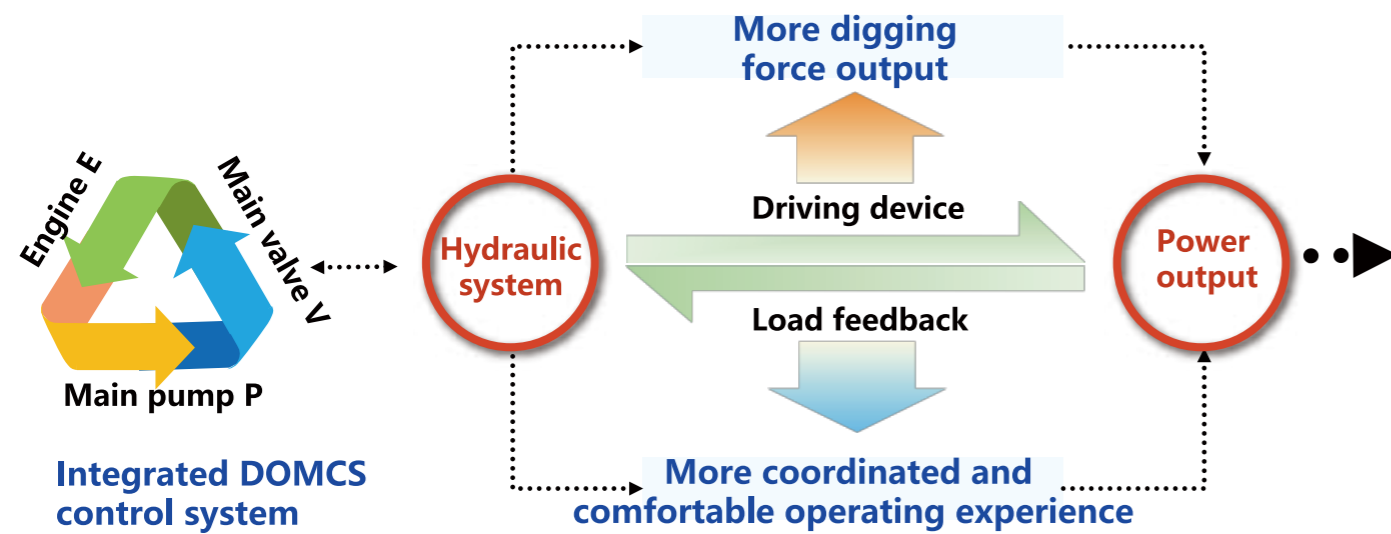 More digging
force output
Engine E
Main valve V
Driving device
Hydraulic
system
Power
output
Load feedback
Main pump P
Integrated DOMCS
control system
More coordinated and
comfortable operating experience